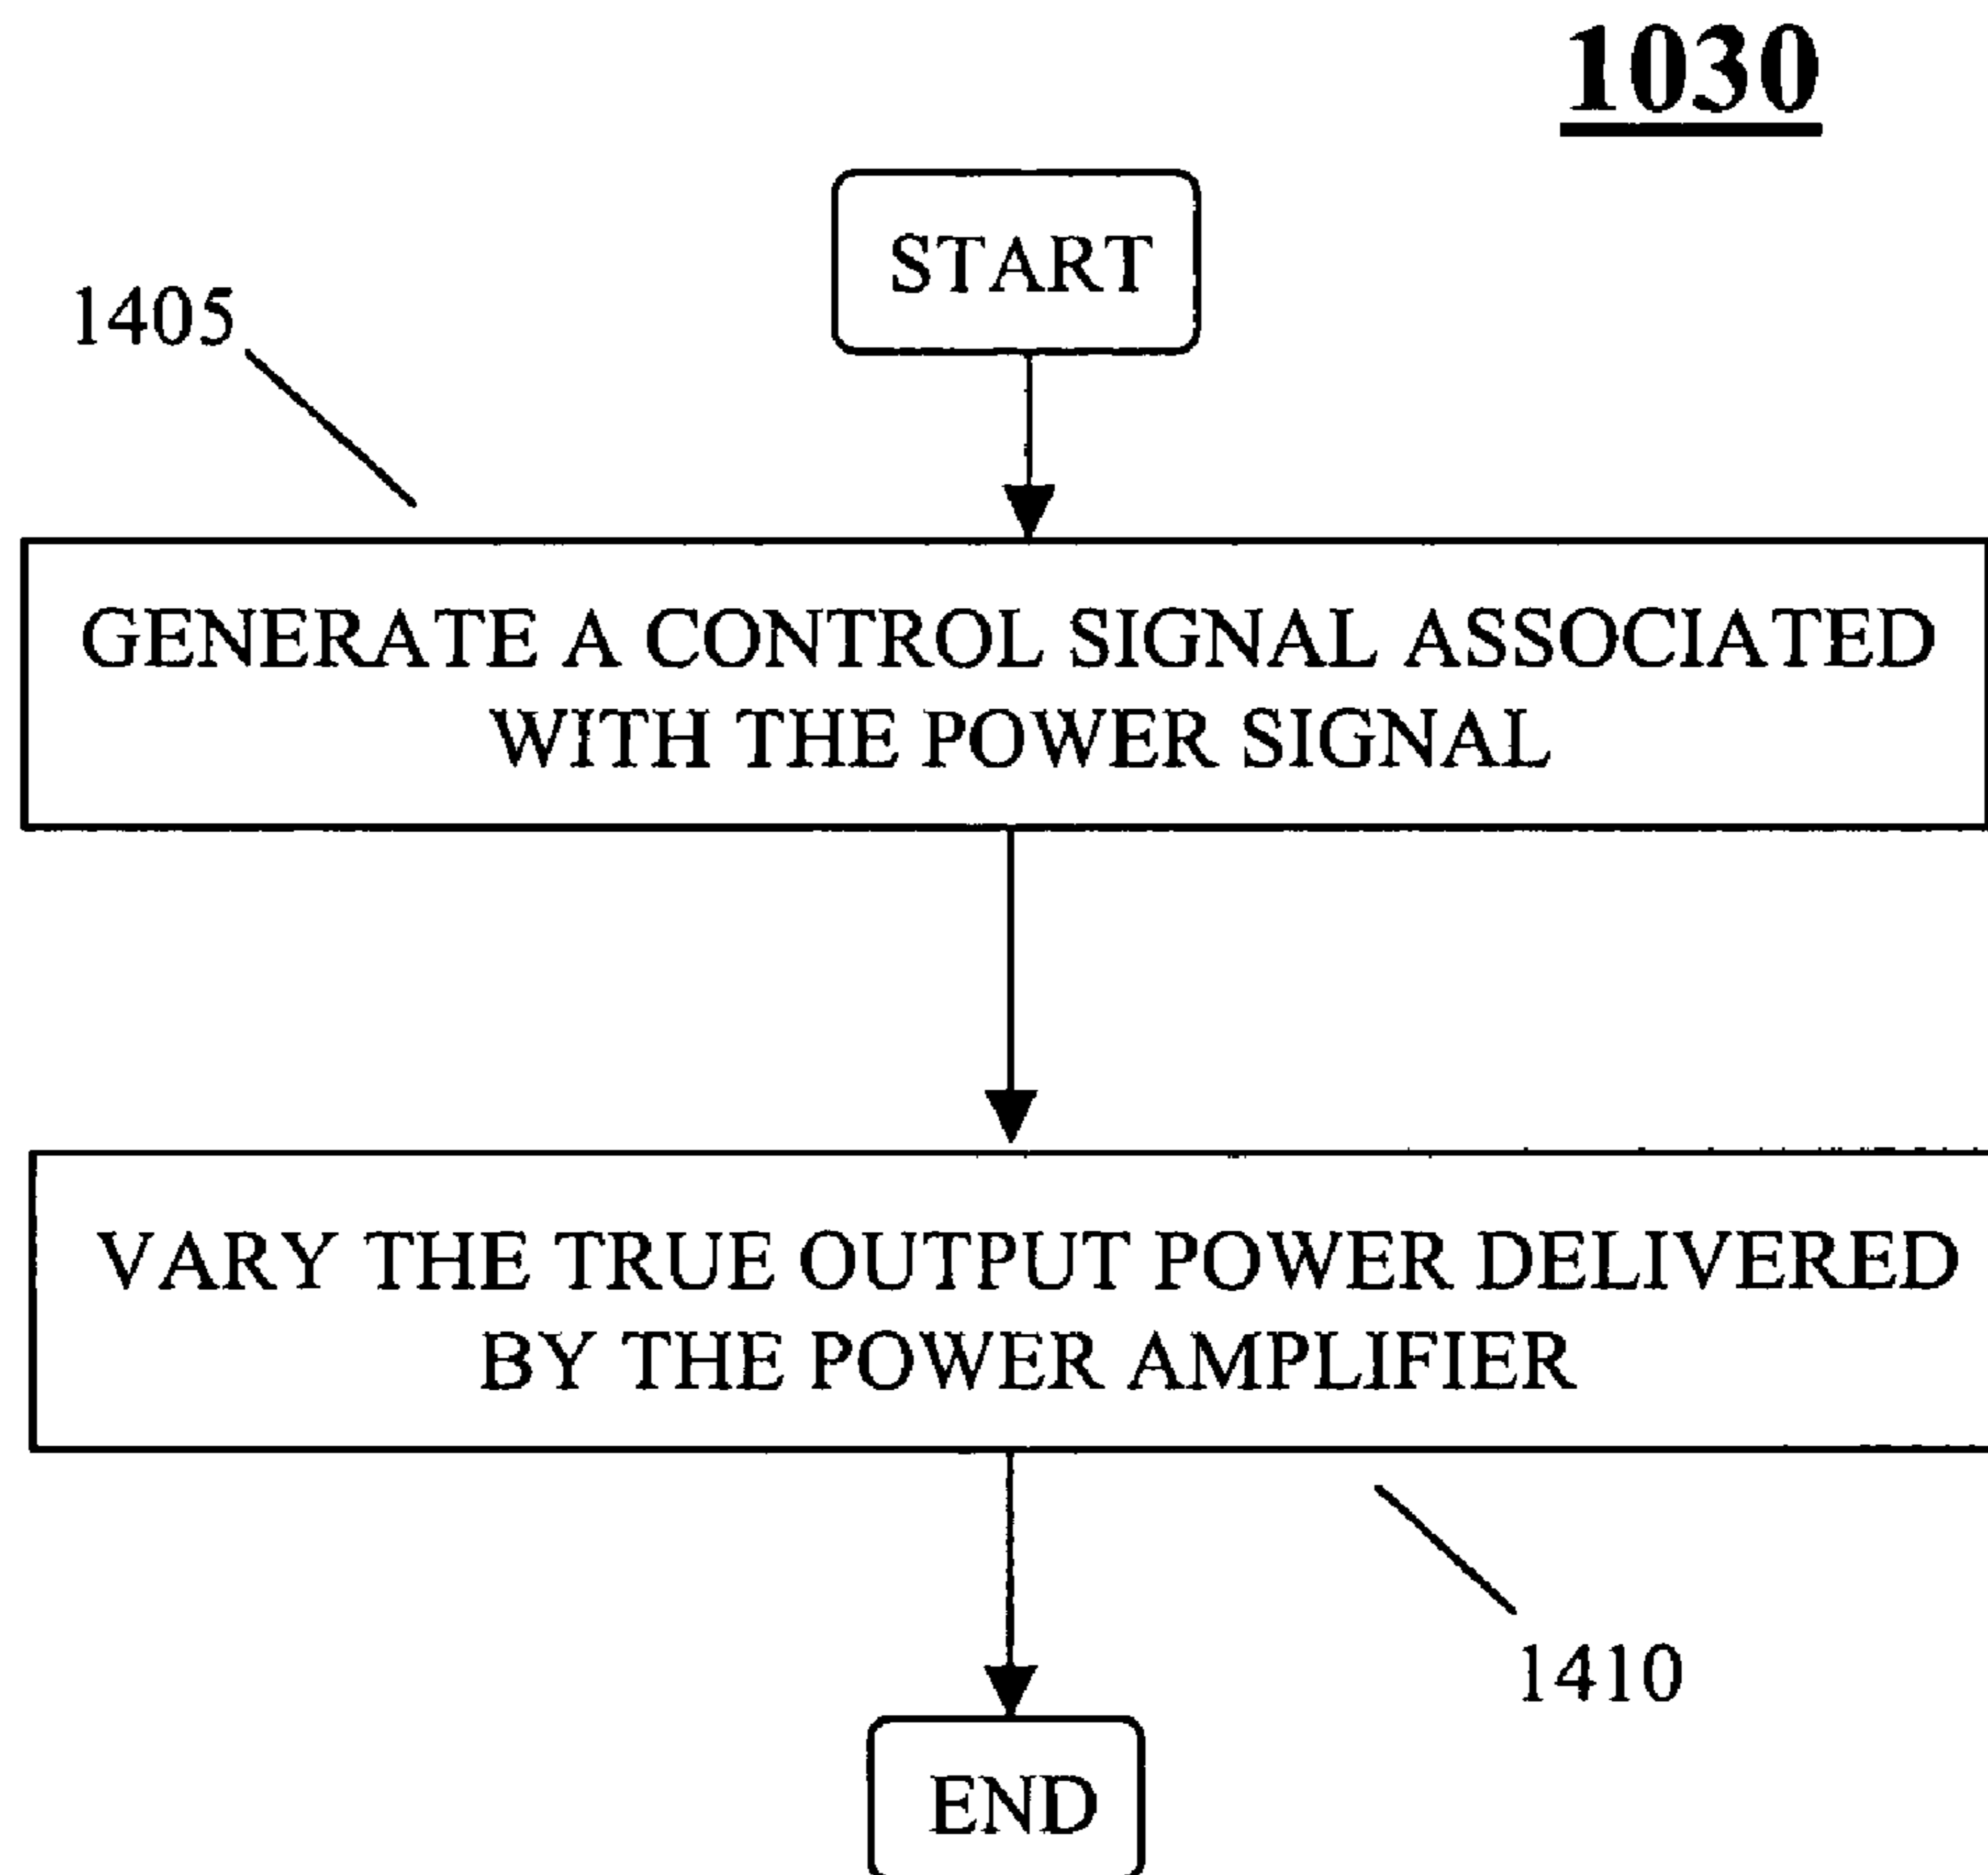 1030
START
1405
GENERATE A CONTROL SIGNAL ASSOCIATED
WITH THE POWER SIGNAL
VARY THE TRUE OUTPUT POWER DELIVERED
BY THE POWER AMPLIFIER
1410
END